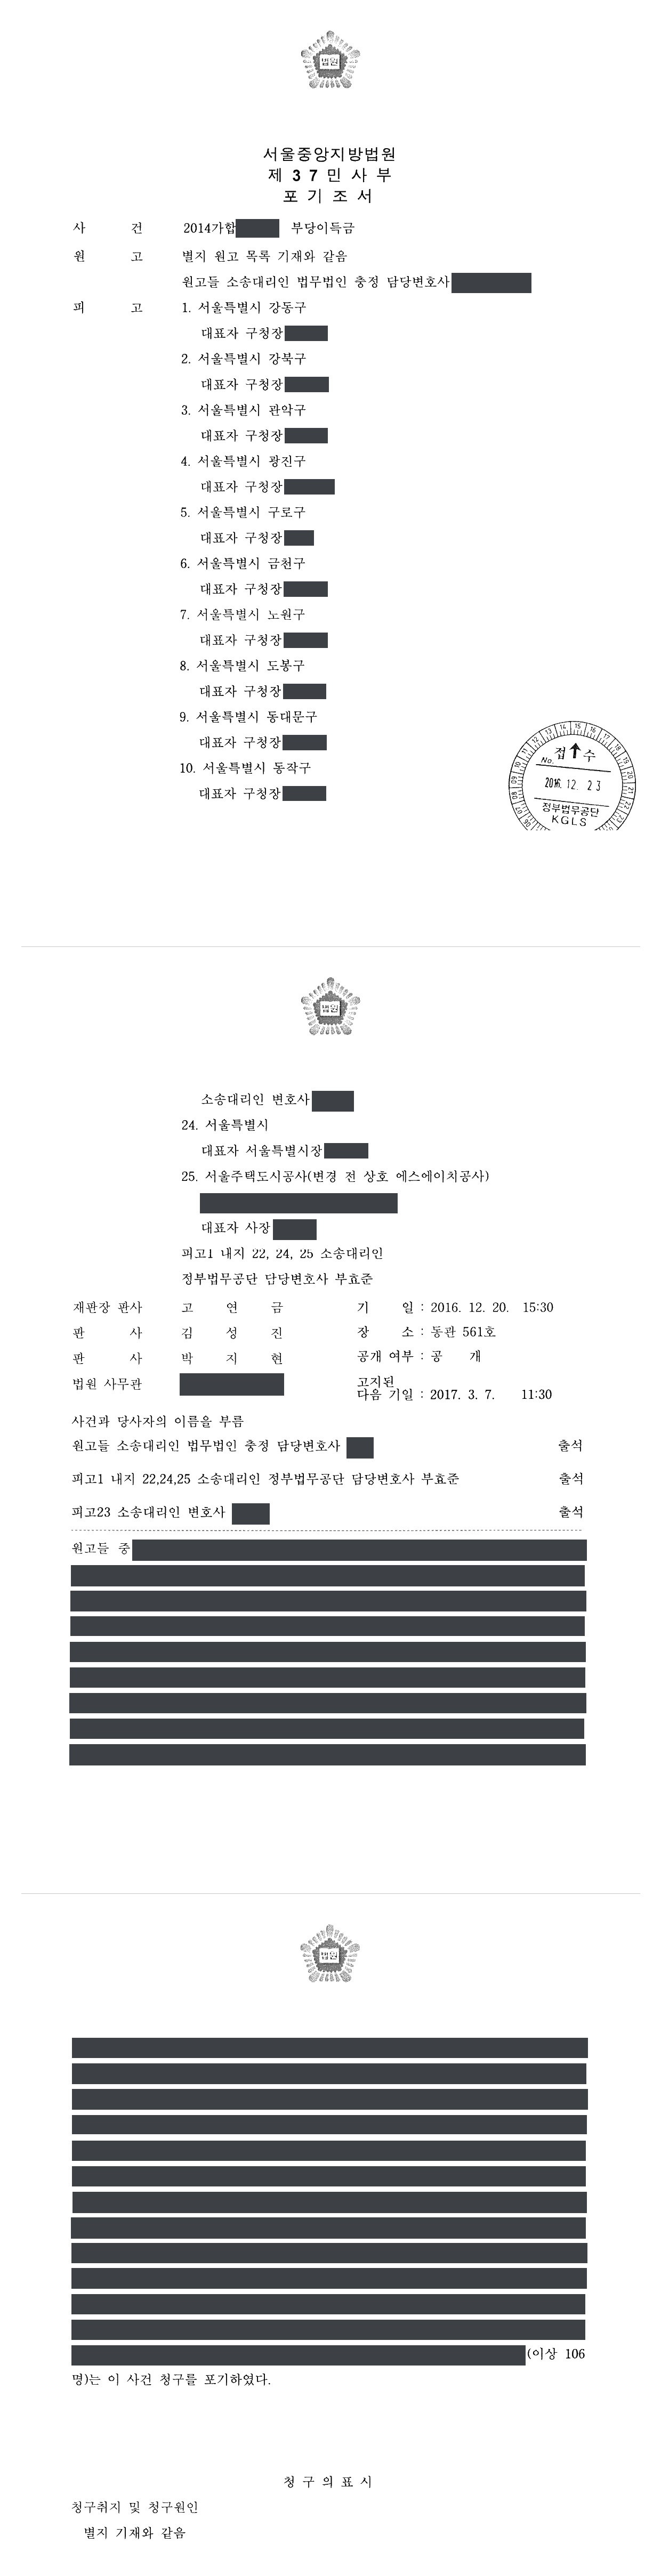 법원
서울중앙지방법원
제 3 7 민 사 부
포 기 조 서
사 건 2014가합 부당이득금
원 고 별지 원고 목록 기재와 같음
원고들 소송대리인 법무법인 충정 담당변호사
피 고 1. 서울특별시 강동구
대표자 구청장
2. 서울특별시 강북구
대표자 구청장
3. 서울특별시 관악구
대표자 구청장
4. 서울특별시 광진구
대표자 구청장
5. 서울특별시 구로구
대표자 구청장
6. 서울특별시 금천구
대표자 구청장
7. 서울특별시 노원구
대표자 구청장
8. 서울특별시 도봉구
대표자 구청장
9. 서울특별시 동대문구
대표자 구청장
10. 서울특별시 동작구
대표자 구청장
접 수
No.
2016. 12. 23
정부법무공단
KGLS
법원
소송대리인 변호사
24. 서울특별시
대표자 서울특별시장
25. 서울주택도시공사(변경 전 상호 에스에이치공사)
대표자 사장
피고1 내지 22, 24, 25 소송대리인
정부법무공단 담당변호사 부효준
재판장 판사 고 연 금 기 일 : 2016. 12. 20. 15:30
판 사 김 성 진 장 소 : 동관 561호
판 사 박 지 현 공개 여부 : 공 개
법원 사무관 고지된
다음 기일 : 2017. 3. 7. 11:30
사건과 당사자의 이름을 부름
원고들 소송대리인 법무법인 충정 담당변호사 출석
피고1 내지 22,24,25 소송대리인 정부법무공단 담당변호사 부효준 출석
피고23 소송대리인 변호사 출석
원고들 중
법원
(이상 106
명)는 이 사건 청구를 포기하였다.
청 구 의 표 시
청구취지 및 청구원인
별지 기재와 같음